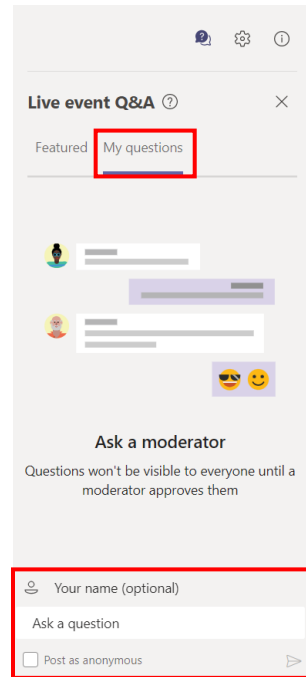 Live event Q&A
Featured My questions
Ask a moderator
Questions won't be visible to everyone until a
moderator approves them
Your name (optional)
Ask a question
Post as anonymous